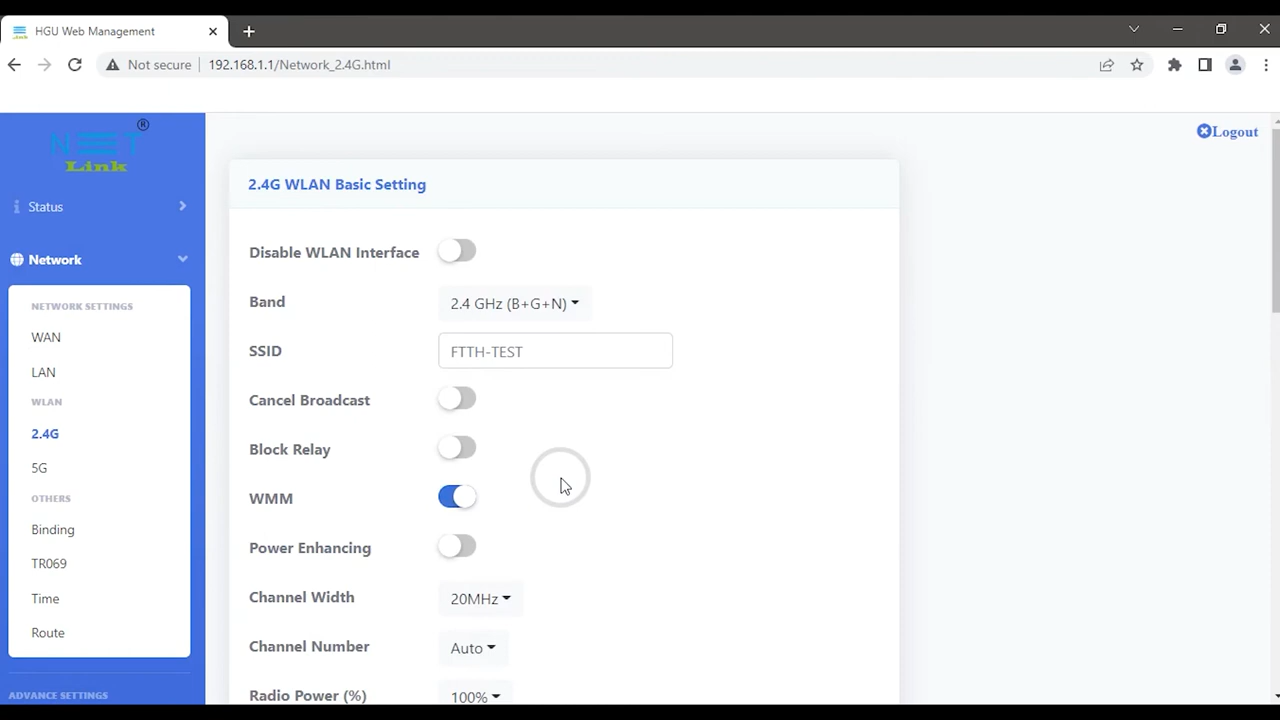 HGU Web Management
Not secure
192.168.1.1/Network_2.4G.html
NET
Link
®
Logout
Status
Network
NETWORK SETTINGS
WAN
LAN
WLAN
2.4G
5G
OTHERS
Binding
TR069
Time
Route
ADVANCE SETTINGS
2.4G WLAN Basic Setting
Disable WLAN Interface
Band 2.4 GHz (B+G+N)
SSID FTTH-TEST
Cancel Broadcast
Block Relay
WMM
Power Enhancing
Channel Width 20MHz
Channel Number Auto
Radio Power (%) 100%